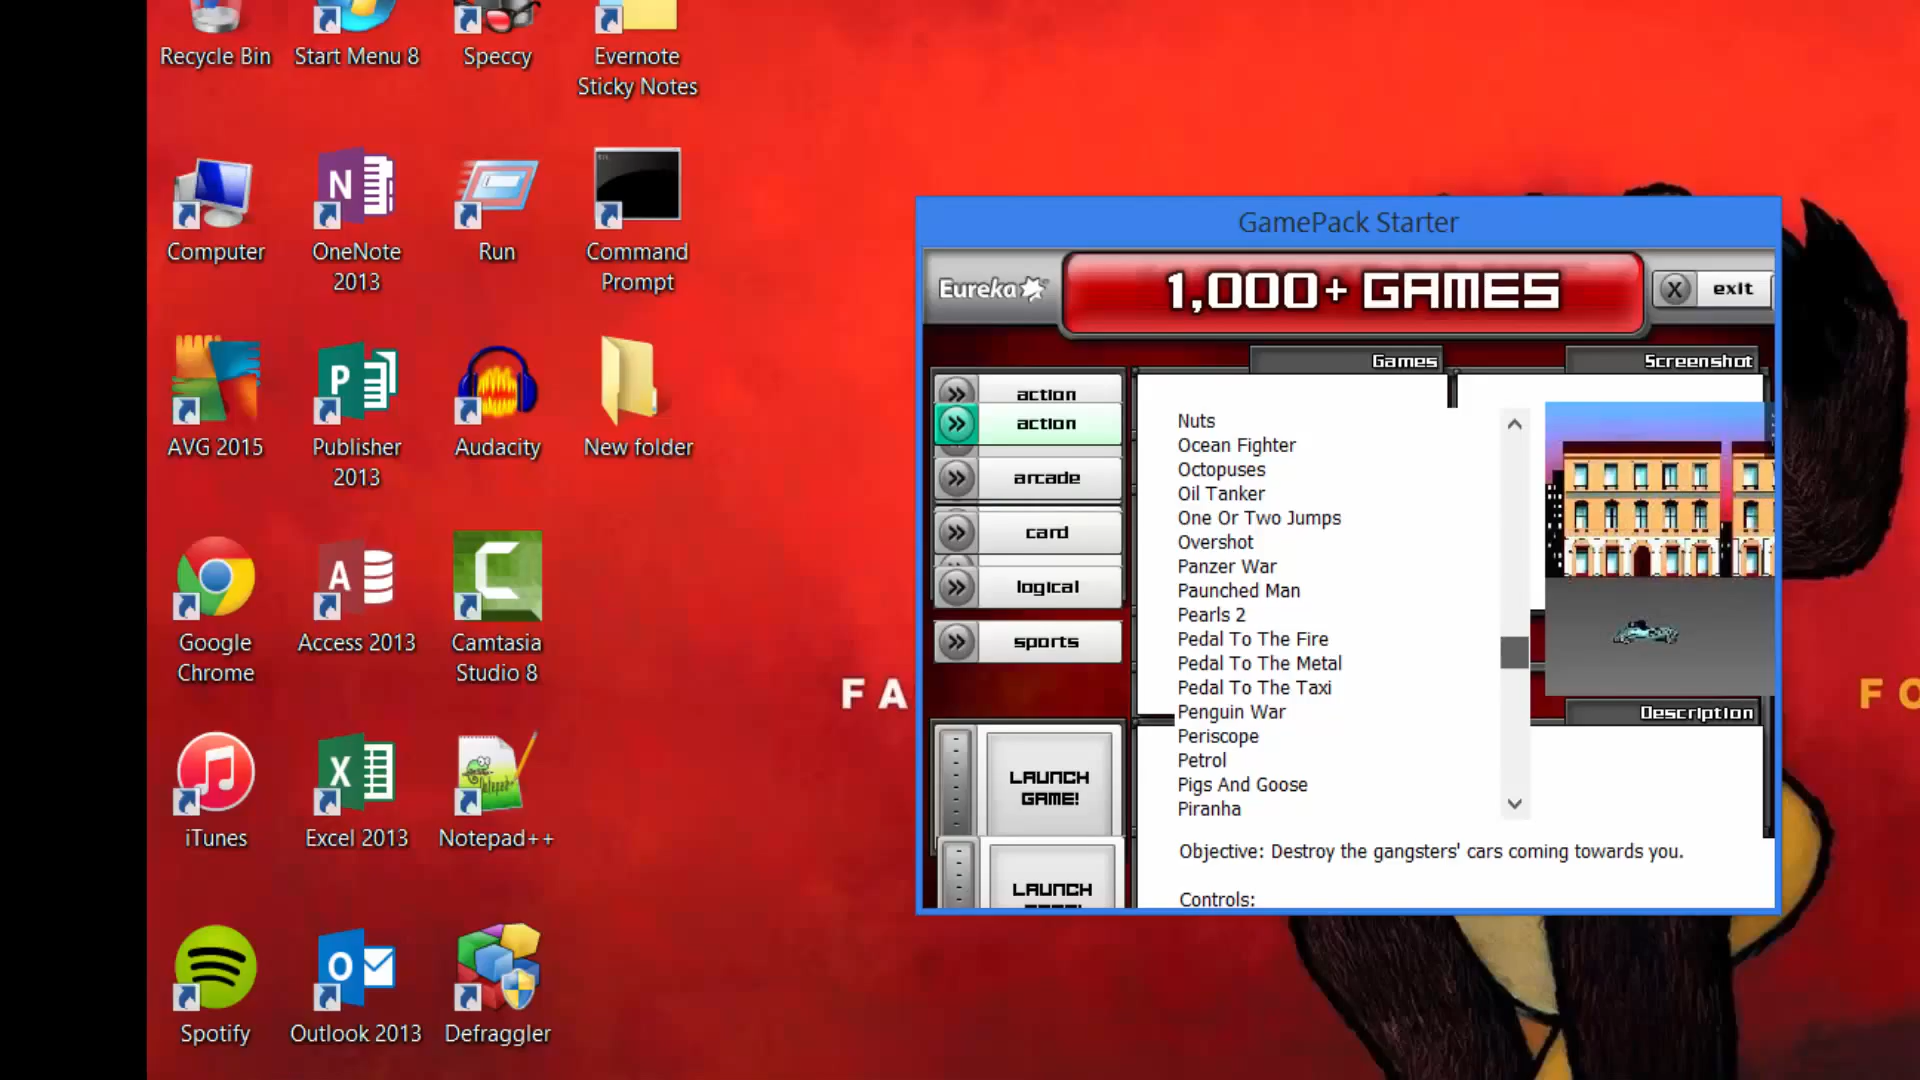 Recycle Bin
Start Menu 8
Speccy
Evernote
Sticky Notes
Computer
OneNote
2013
Run
Command
Prompt
AVG 2015
Publisher
2013
Audacity
New folder
Google
Chrome
Access 2013
Camtasia
Studio 8
iTunes
Excel 2013
Notepad++
Spotify
Outlook 2013
Defraggler
FA
FO
GamePack Starter
Eureka
1,000+ GAMES
X exit
Games
Screenshot
action
action
arcade
card
logical
sports
Nuts
Ocean Fighter
Octopuses
Oil Tanker
One Or Two Jumps
Overshot
Panzer War
Paunched Man
Pearls 2
Pedal To The Fire
Pedal To The Metal
Pedal To The Taxi
Penguin War
Periscope
Petrol
Pigs And Goose
Piranha
Description
LAUNCH
GAME!
LAUNCH
Objective: Destroy the gangsters' cars coming towards you.
Controls: